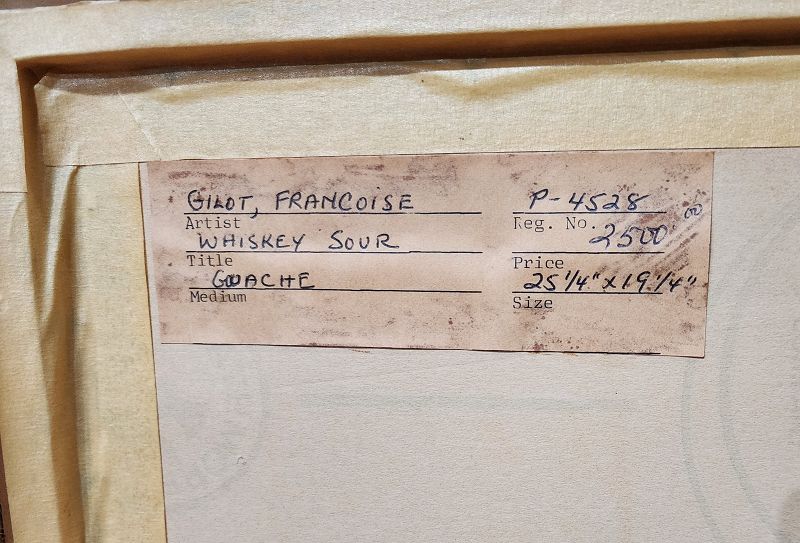 GILOT, FRANCOISE P-4528
Artist Reg. No.
WHISKEY SOUR 2500 00
Title Price
GOUACHE 25 1/4" x 19 1/4"
Medium Size